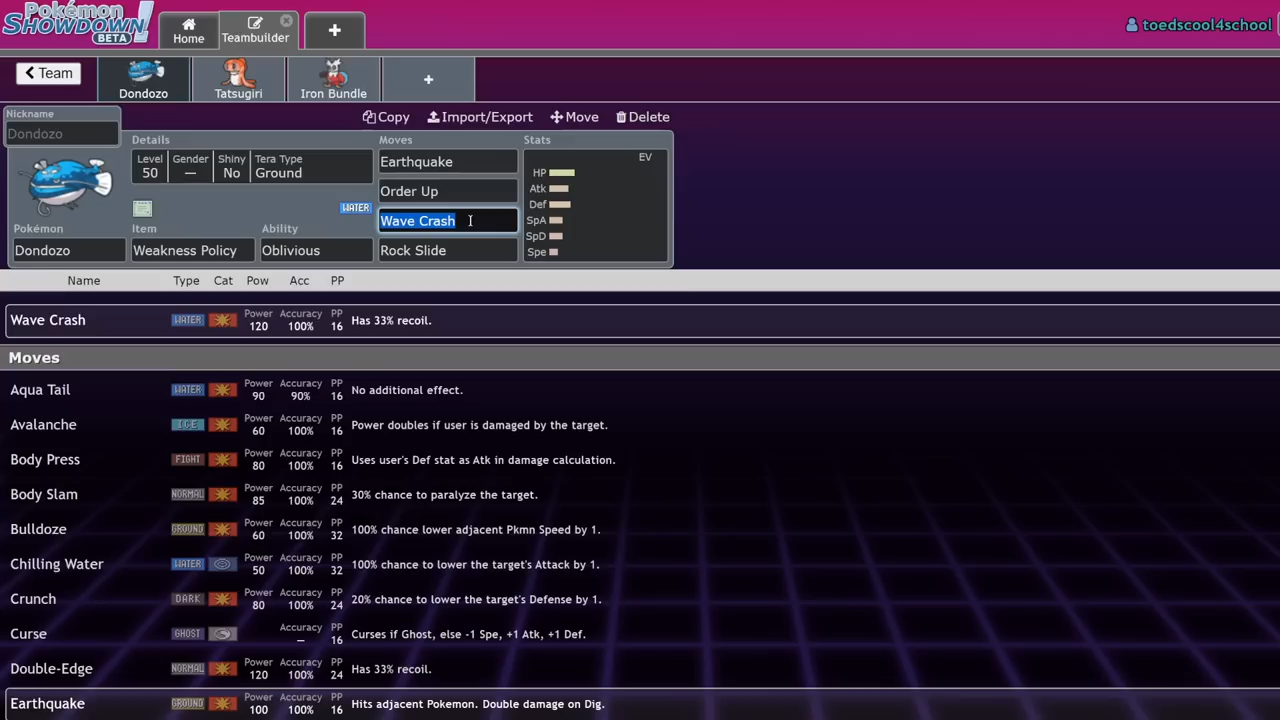 Pokémon
SHOWDOWN!
BETA
Home
Teambuilder
+
toedscool4school
Team
Dondozo
Tatsugiri
Iron Bundle
+
Nickname
Dondozo
Copy
Import/Export
Move
Delete
Details
Level
50
Gender
—
Shiny
No
Tera Type
Ground
WATER
Pokémon
Dondozo
Item
Weakness Policy
Ability
Oblivious
Moves
Earthquake
Order Up
Wave Crash
Rock Slide
Stats
EV
HP
Atk
Def
SpA
SpD
Spe
Name Type Cat Pow Acc PP
Wave Crash WATER Power 120 Accuracy 100% PP 16 Has 33% recoil.
Moves
Aqua Tail WATER Power 90 Accuracy 90% PP 16 No additional effect.
Avalanche ICE Power 60 Accuracy 100% PP 16 Power doubles if user is damaged by the target.
Body Press FIGHT Power 80 Accuracy 100% PP 16 Uses user's Def stat as Atk in damage calculation.
Body Slam NORMAL Power 85 Accuracy 100% PP 24 30% chance to paralyze the target.
Bulldoze GROUND Power 60 Accuracy 100% PP 32 100% chance lower adjacent Pkmn Speed by 1.
Chilling Water WATER Power 50 Accuracy 100% PP 32 100% chance to lower the target's Attack by 1.
Crunch DARK Power 80 Accuracy 100% PP 24 20% chance to lower the target's Defense by 1.
Curse GHOST Accuracy — PP 16 Curses if Ghost, else -1 Spe, +1 Atk, +1 Def.
Double-Edge NORMAL Power 120 Accuracy 100% PP 24 Has 33% recoil.
Earthquake GROUND Power 100 Accuracy 100% PP 16 Hits adjacent Pokemon. Double damage on Dig.